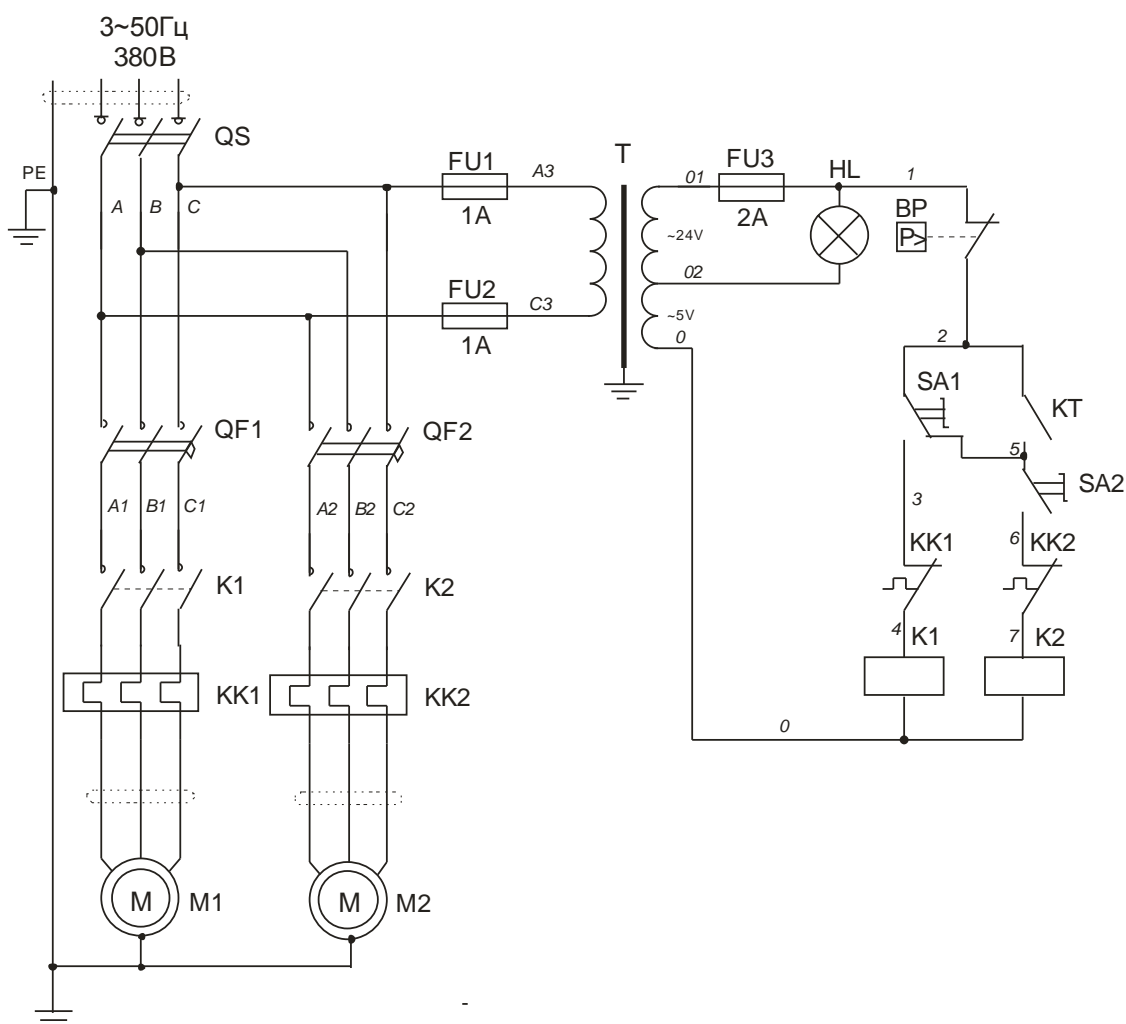 3~50Гц
380В
QS
PE
A B C
FU1
A3
1A
FU2
C3
1A
T
01
FU3
2A
HL
1
~24V
02
~5V
0
BP
P>
2
SA1
KT
5
SA2
3
6
KK1
KK2
4
K1
7
K2
0
QF1
QF2
A1 B1 C1
A2 B2 C2
K1
K2
KK1
KK2
M
M1
M
M2
-